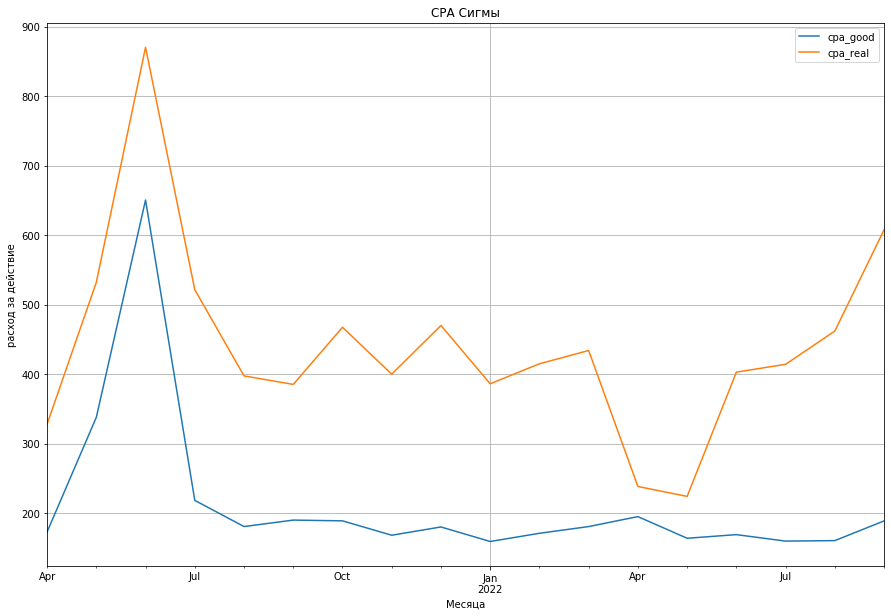 CPA Сигмы
cpa_good
cpa_real
900
800
700
600
500
400
300
200
расход за действие
Apr
Jul
Oct
Jan
2022
Apr
Jul
Месяца